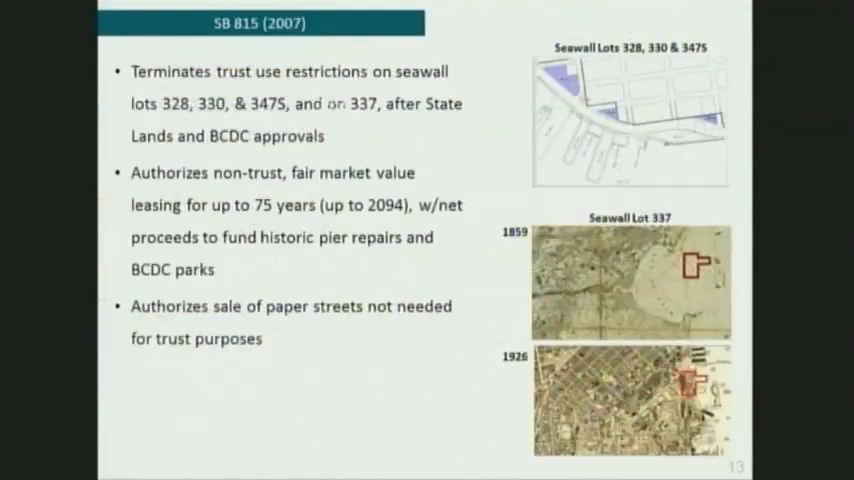 SB 815 (2007)
• Terminates trust use restrictions on seawall
lots 328, 330, & 347S, and on 337, after State
Lands and BCDC approvals
• Authorizes non-trust, fair market value
leasing for up to 75 years (up to 2094), w/net
proceeds to fund historic pier repairs and
BCDC parks
• Authorizes sale of paper streets not needed
for trust purposes
Seawall Lots 328, 330 & 347S
Seawall Lot 337
1859
1926
13